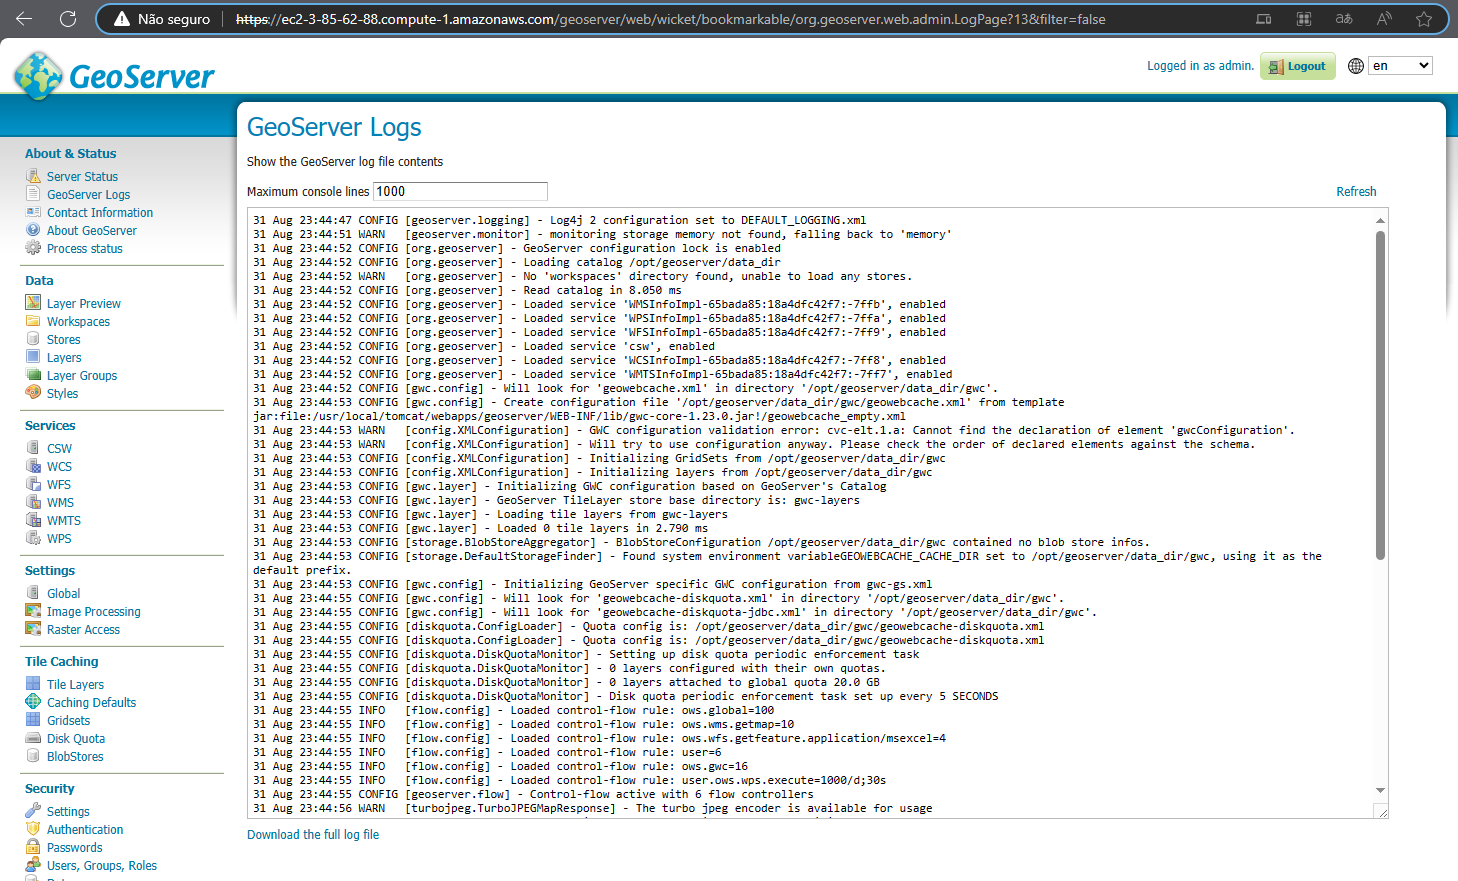 Não seguro
https://ec2-3-85-62-88.compute-1.amazonaws.com/geoserver/web/wicket/bookmarkable/org.geoserver.web.admin.LogPage?13&filter=false
GeoServer
Logged in as admin.
Logout
en
About & Status
Server Status
GeoServer Logs
Contact Information
About GeoServer
Process status
Data
Layer Preview
Workspaces
Stores
Layers
Layer Groups
Styles
Services
CSW
WCS
WFS
WMS
WMTS
WPS
Settings
Global
Image Processing
Raster Access
Tile Caching
Tile Layers
Caching Defaults
Gridsets
Disk Quota
BlobStores
Security
Settings
Authentication
Passwords
Users, Groups, Roles
GeoServer Logs
Show the GeoServer log file contents
Maximum console lines 1000
Refresh
31 Aug 23:44:47 CONFIG [geoserver.logging] - Log4j 2 configuration set to DEFAULT_LOGGING.xml
31 Aug 23:44:51 WARN   [geoserver.monitor] - monitoring storage memory not found, falling back to 'memory'
31 Aug 23:44:52 CONFIG [org.geoserver] - GeoServer configuration lock is enabled
31 Aug 23:44:52 CONFIG [org.geoserver] - Loading catalog /opt/geoserver/data_dir
31 Aug 23:44:52 WARN   [org.geoserver] - No 'workspaces' directory found, unable to load any stores.
31 Aug 23:44:52 CONFIG [org.geoserver] - Read catalog in 8.050 ms
31 Aug 23:44:52 CONFIG [org.geoserver] - Loaded service 'WMSInfoImpl-65bada85:18a4dfc42f7:-7ffb', enabled
31 Aug 23:44:52 CONFIG [org.geoserver] - Loaded service 'WPSInfoImpl-65bada85:18a4dfc42f7:-7ffa', enabled
31 Aug 23:44:52 CONFIG [org.geoserver] - Loaded service 'WFSInfoImpl-65bada85:18a4dfc42f7:-7ff9', enabled
31 Aug 23:44:52 CONFIG [org.geoserver] - Loaded service 'csw', enabled
31 Aug 23:44:52 CONFIG [org.geoserver] - Loaded service 'WCSInfoImpl-65bada85:18a4dfc42f7:-7ff8', enabled
31 Aug 23:44:52 CONFIG [org.geoserver] - Loaded service 'WMTSInfoImpl-65bada85:18a4dfc42f7:-7ff7', enabled
31 Aug 23:44:52 CONFIG [gwc.config] - Will look for 'geowebcache.xml' in directory '/opt/geoserver/data_dir/gwc'.
31 Aug 23:44:52 CONFIG [gwc.config] - Create configuration file '/opt/geoserver/data_dir/gwc/geowebcache.xml' from template
jar:file:/usr/local/tomcat/webapps/geoserver/WEB-INF/lib/gwc-core-1.23.0.jar!/geowebcache_empty.xml
31 Aug 23:44:53 WARN   [config.XMLConfiguration] - GWC configuration validation error: cvc-elt.1.a: Cannot find the declaration of element 'gwcConfiguration'.
31 Aug 23:44:53 WARN   [config.XMLConfiguration] - Will try to use configuration anyway. Please check the order of declared elements against the schema.
31 Aug 23:44:53 CONFIG [config.XMLConfiguration] - Initializing GridSets from /opt/geoserver/data_dir/gwc
31 Aug 23:44:53 CONFIG [config.XMLConfiguration] - Initializing layers from /opt/geoserver/data_dir/gwc
31 Aug 23:44:53 CONFIG [gwc.layer] - Initializing GWC configuration based on GeoServer's Catalog
31 Aug 23:44:53 CONFIG [gwc.layer] - GeoServer TileLayer store base directory is: gwc-layers
31 Aug 23:44:53 CONFIG [gwc.layer] - Loading tile layers from gwc-layers
31 Aug 23:44:53 CONFIG [gwc.layer] - Loaded 0 tile layers in 2.790 ms
31 Aug 23:44:53 CONFIG [storage.BlobStoreAggregator] - BlobStoreConfiguration /opt/geoserver/data_dir/gwc contained no blob store infos.
31 Aug 23:44:53 CONFIG [storage.DefaultStorageFinder] - Found system environment variableGEOWEBCACHE_CACHE_DIR set to /opt/geoserver/data_dir/gwc, using it as the
default prefix.
31 Aug 23:44:53 CONFIG [gwc.config] - Initializing GeoServer specific GWC configuration from gwc-gs.xml
31 Aug 23:44:55 CONFIG [gwc.config] - Will look for 'geowebcache-diskquota.xml' in directory '/opt/geoserver/data_dir/gwc'.
31 Aug 23:44:55 CONFIG [gwc.config] - Will look for 'geowebcache-diskquota-jdbc.xml' in directory '/opt/geoserver/data_dir/gwc'.
31 Aug 23:44:55 CONFIG [diskquota.ConfigLoader] - Quota config is: /opt/geoserver/data_dir/gwc/geowebcache-diskquota.xml
31 Aug 23:44:55 CONFIG [diskquota.ConfigLoader] - Quota config is: /opt/geoserver/data_dir/gwc/geowebcache-diskquota.xml
31 Aug 23:44:55 CONFIG [diskquota.DiskQuotaMonitor] - Setting up disk quota periodic enforcement task
31 Aug 23:44:55 CONFIG [diskquota.DiskQuotaMonitor] - 0 layers configured with their own quotas.
31 Aug 23:44:55 CONFIG [diskquota.DiskQuotaMonitor] - 0 layers attached to global quota 20.0 GB
31 Aug 23:44:55 CONFIG [diskquota.DiskQuotaMonitor] - Disk quota periodic enforcement task set up every 5 SECONDS
31 Aug 23:44:55 INFO   [flow.config] - Loaded control-flow rule: ows.global=100
31 Aug 23:44:55 INFO   [flow.config] - Loaded control-flow rule: ows.wms.getmap=10
31 Aug 23:44:55 INFO   [flow.config] - Loaded control-flow rule: ows.wfs.getfeature.application/msexcel=4
31 Aug 23:44:55 INFO   [flow.config] - Loaded control-flow rule: user=6
31 Aug 23:44:55 INFO   [flow.config] - Loaded control-flow rule: ows.gwc=16
31 Aug 23:44:55 INFO   [flow.config] - Loaded control-flow rule: user.ows.wps.execute=1000/d;30s
31 Aug 23:44:55 CONFIG [geoserver.flow] - Control-flow active with 6 flow controllers
31 Aug 23:44:56 WARN   [turbojpeg.TurboJPEGMapResponse] - The turbo jpeg encoder is available for usage
Download the full log file